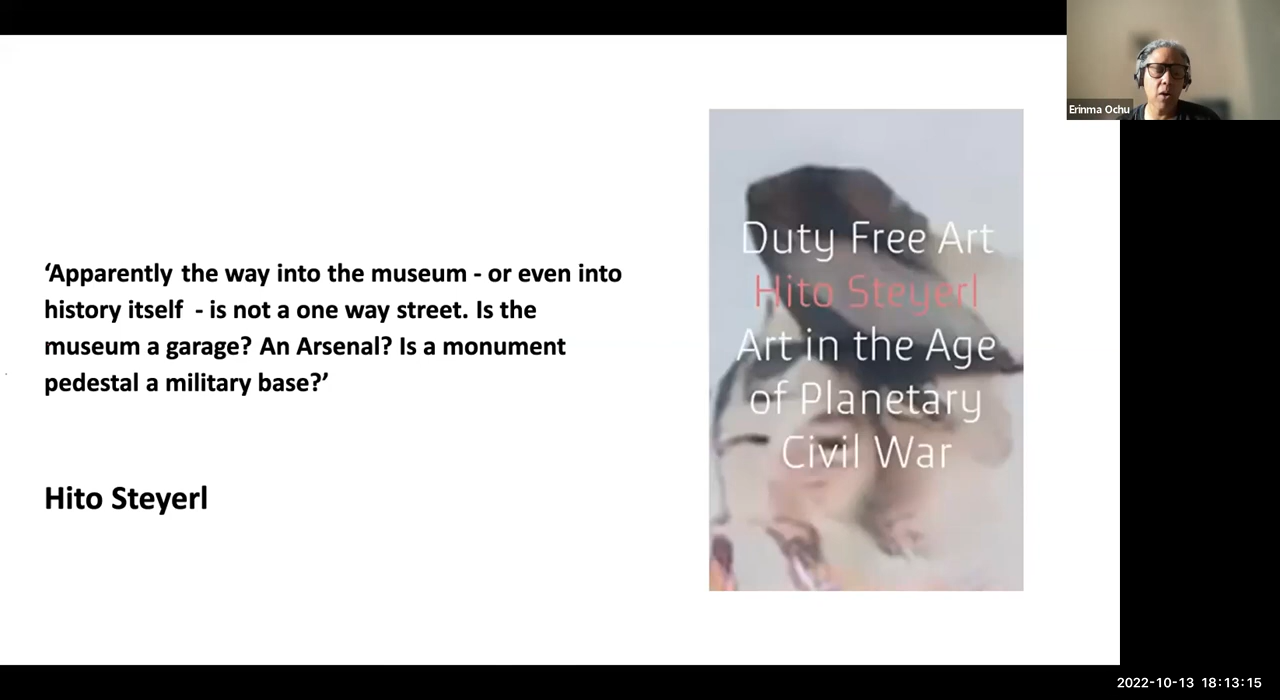 Erinma Ochu
‘Apparently the way into the museum - or even into
history itself  - is not a one way street. Is the
museum a garage? An Arsenal? Is a monument
pedestal a military base?’
Hito Steyerl
Duty Free Art
Hito Steyerl
Art in the Age
of Planetary
Civil War
2022-10-13 18:13:15